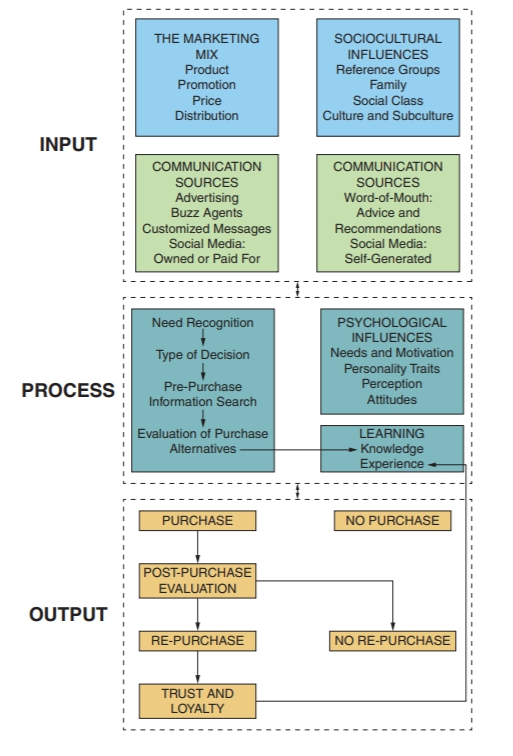 INPUT
THE MARKETING
MIX
Product
Promotion
Price
Distribution
SOCIOCULTURAL
INFLUENCES
Reference Groups
Family
Social Class
Culture and Subculture
COMMUNICATION
SOURCES
Advertising
Buzz Agents
Customized Messages
Social Media:
Owned or Paid For
COMMUNICATION
SOURCES
Word-of-Mouth:
Advice and
Recommendations
Social Media:
Self-Generated
PROCESS
Need Recognition
Type of Decision
Pre-Purchase
Information Search
Evaluation of Purchase
Alternatives
PSYCHOLOGICAL
INFLUENCES
Needs and Motivation
Personality Traits
Perception
Attitudes
LEARNING
Knowledge
Experience
OUTPUT
PURCHASE
NO PURCHASE
POST-PURCHASE
EVALUATION
RE-PURCHASE
NO RE-PURCHASE
TRUST AND
LOYALTY